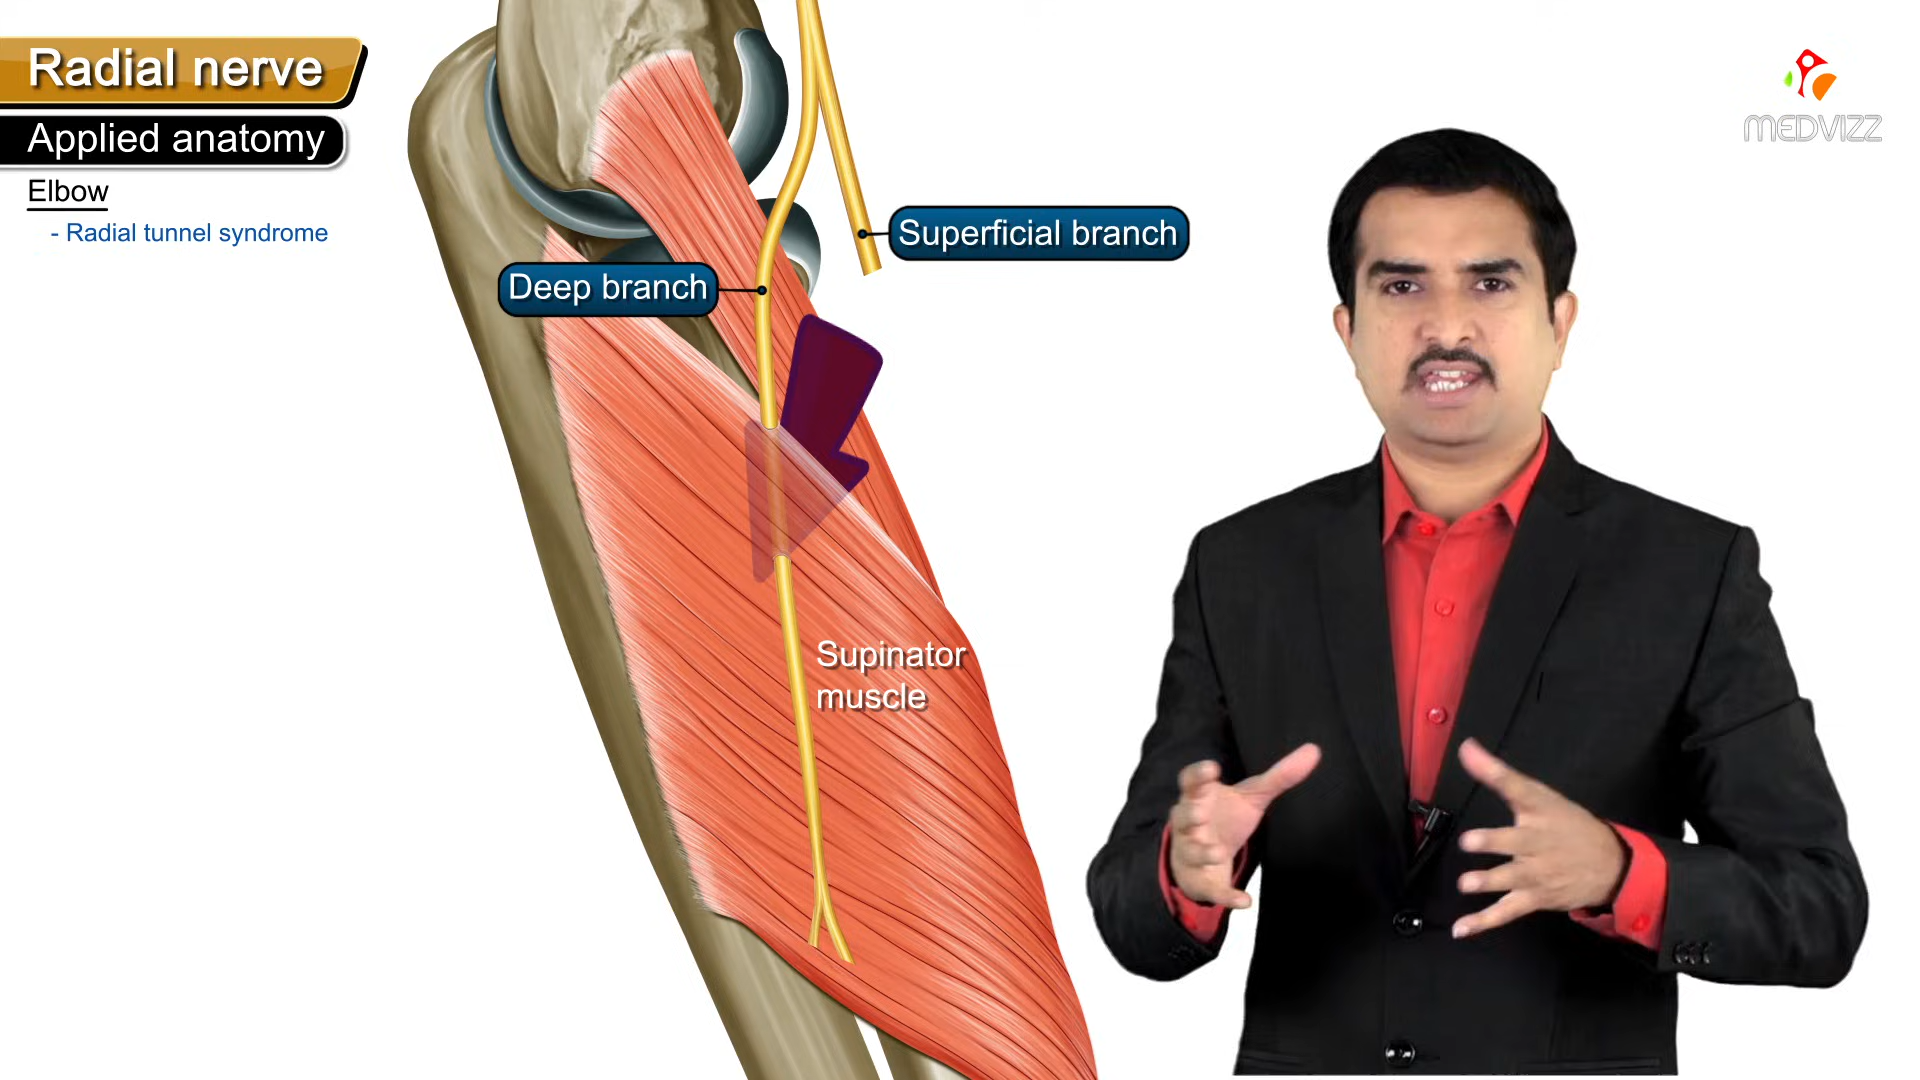 Radial nerve
Applied anatomy
Elbow
- Radial tunnel syndrome
MEDVIZZ
Superficial branch
Deep branch
Supinator
muscle